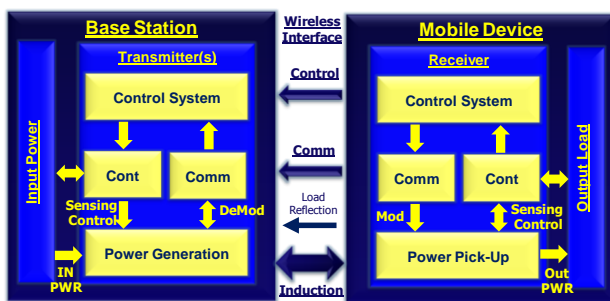 Base Station
Transmitter(s)
Input Power
Control System
Cont
Comm
Sensing
Control
DeMod
Power Generation
IN
PWR
Wireless
Interface
Control
Comm
Load
Reflection
Induction
Mobile Device
Receiver
Control System
Comm
Cont
Mod
Sensing
Control
Power Pick-Up
Out
PWR
Output Load